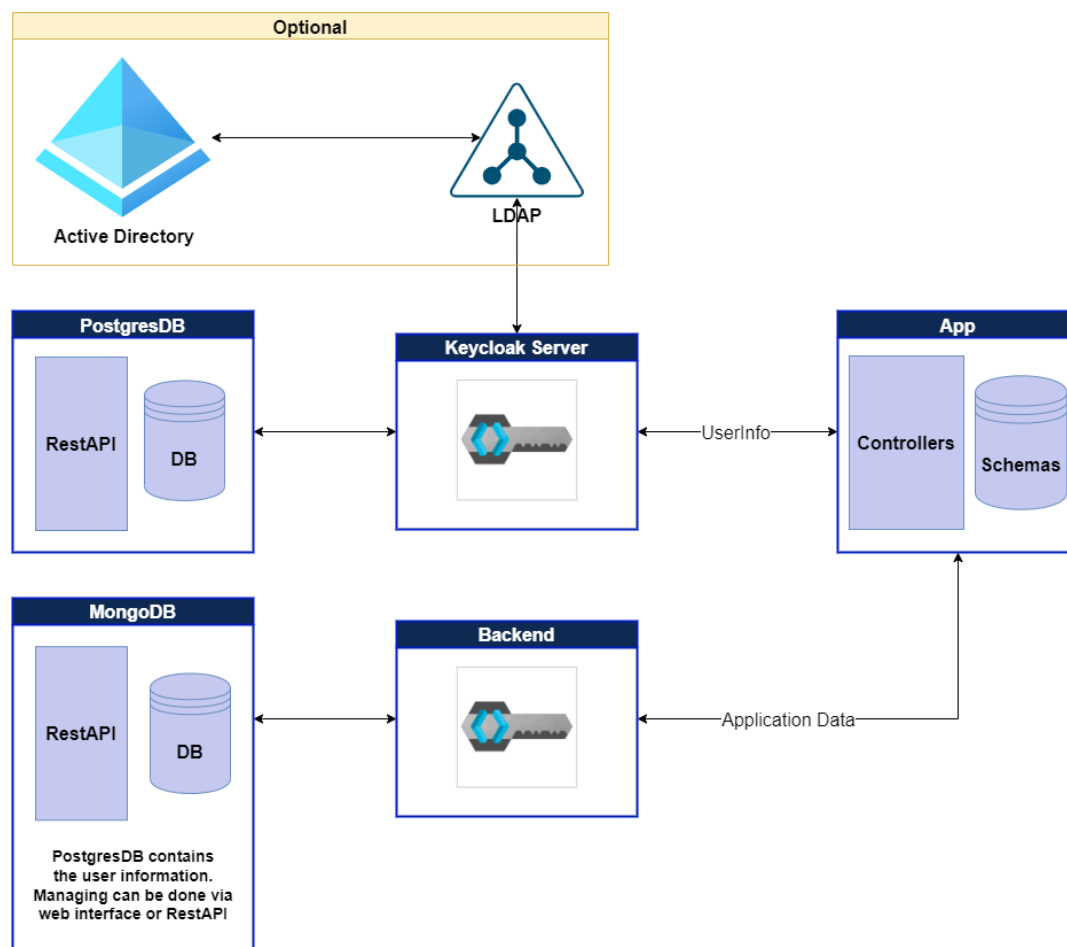 Optional
Active Directory
LDAP
PostgresDB
RestAPI
DB
Keycloak Server
UserInfo
App
Controllers
Schemas
MongoDB
RestAPI
DB
PostgresDB contains
the user information.
Managing can be done via
web interface or RestAPI
Backend
Application Data